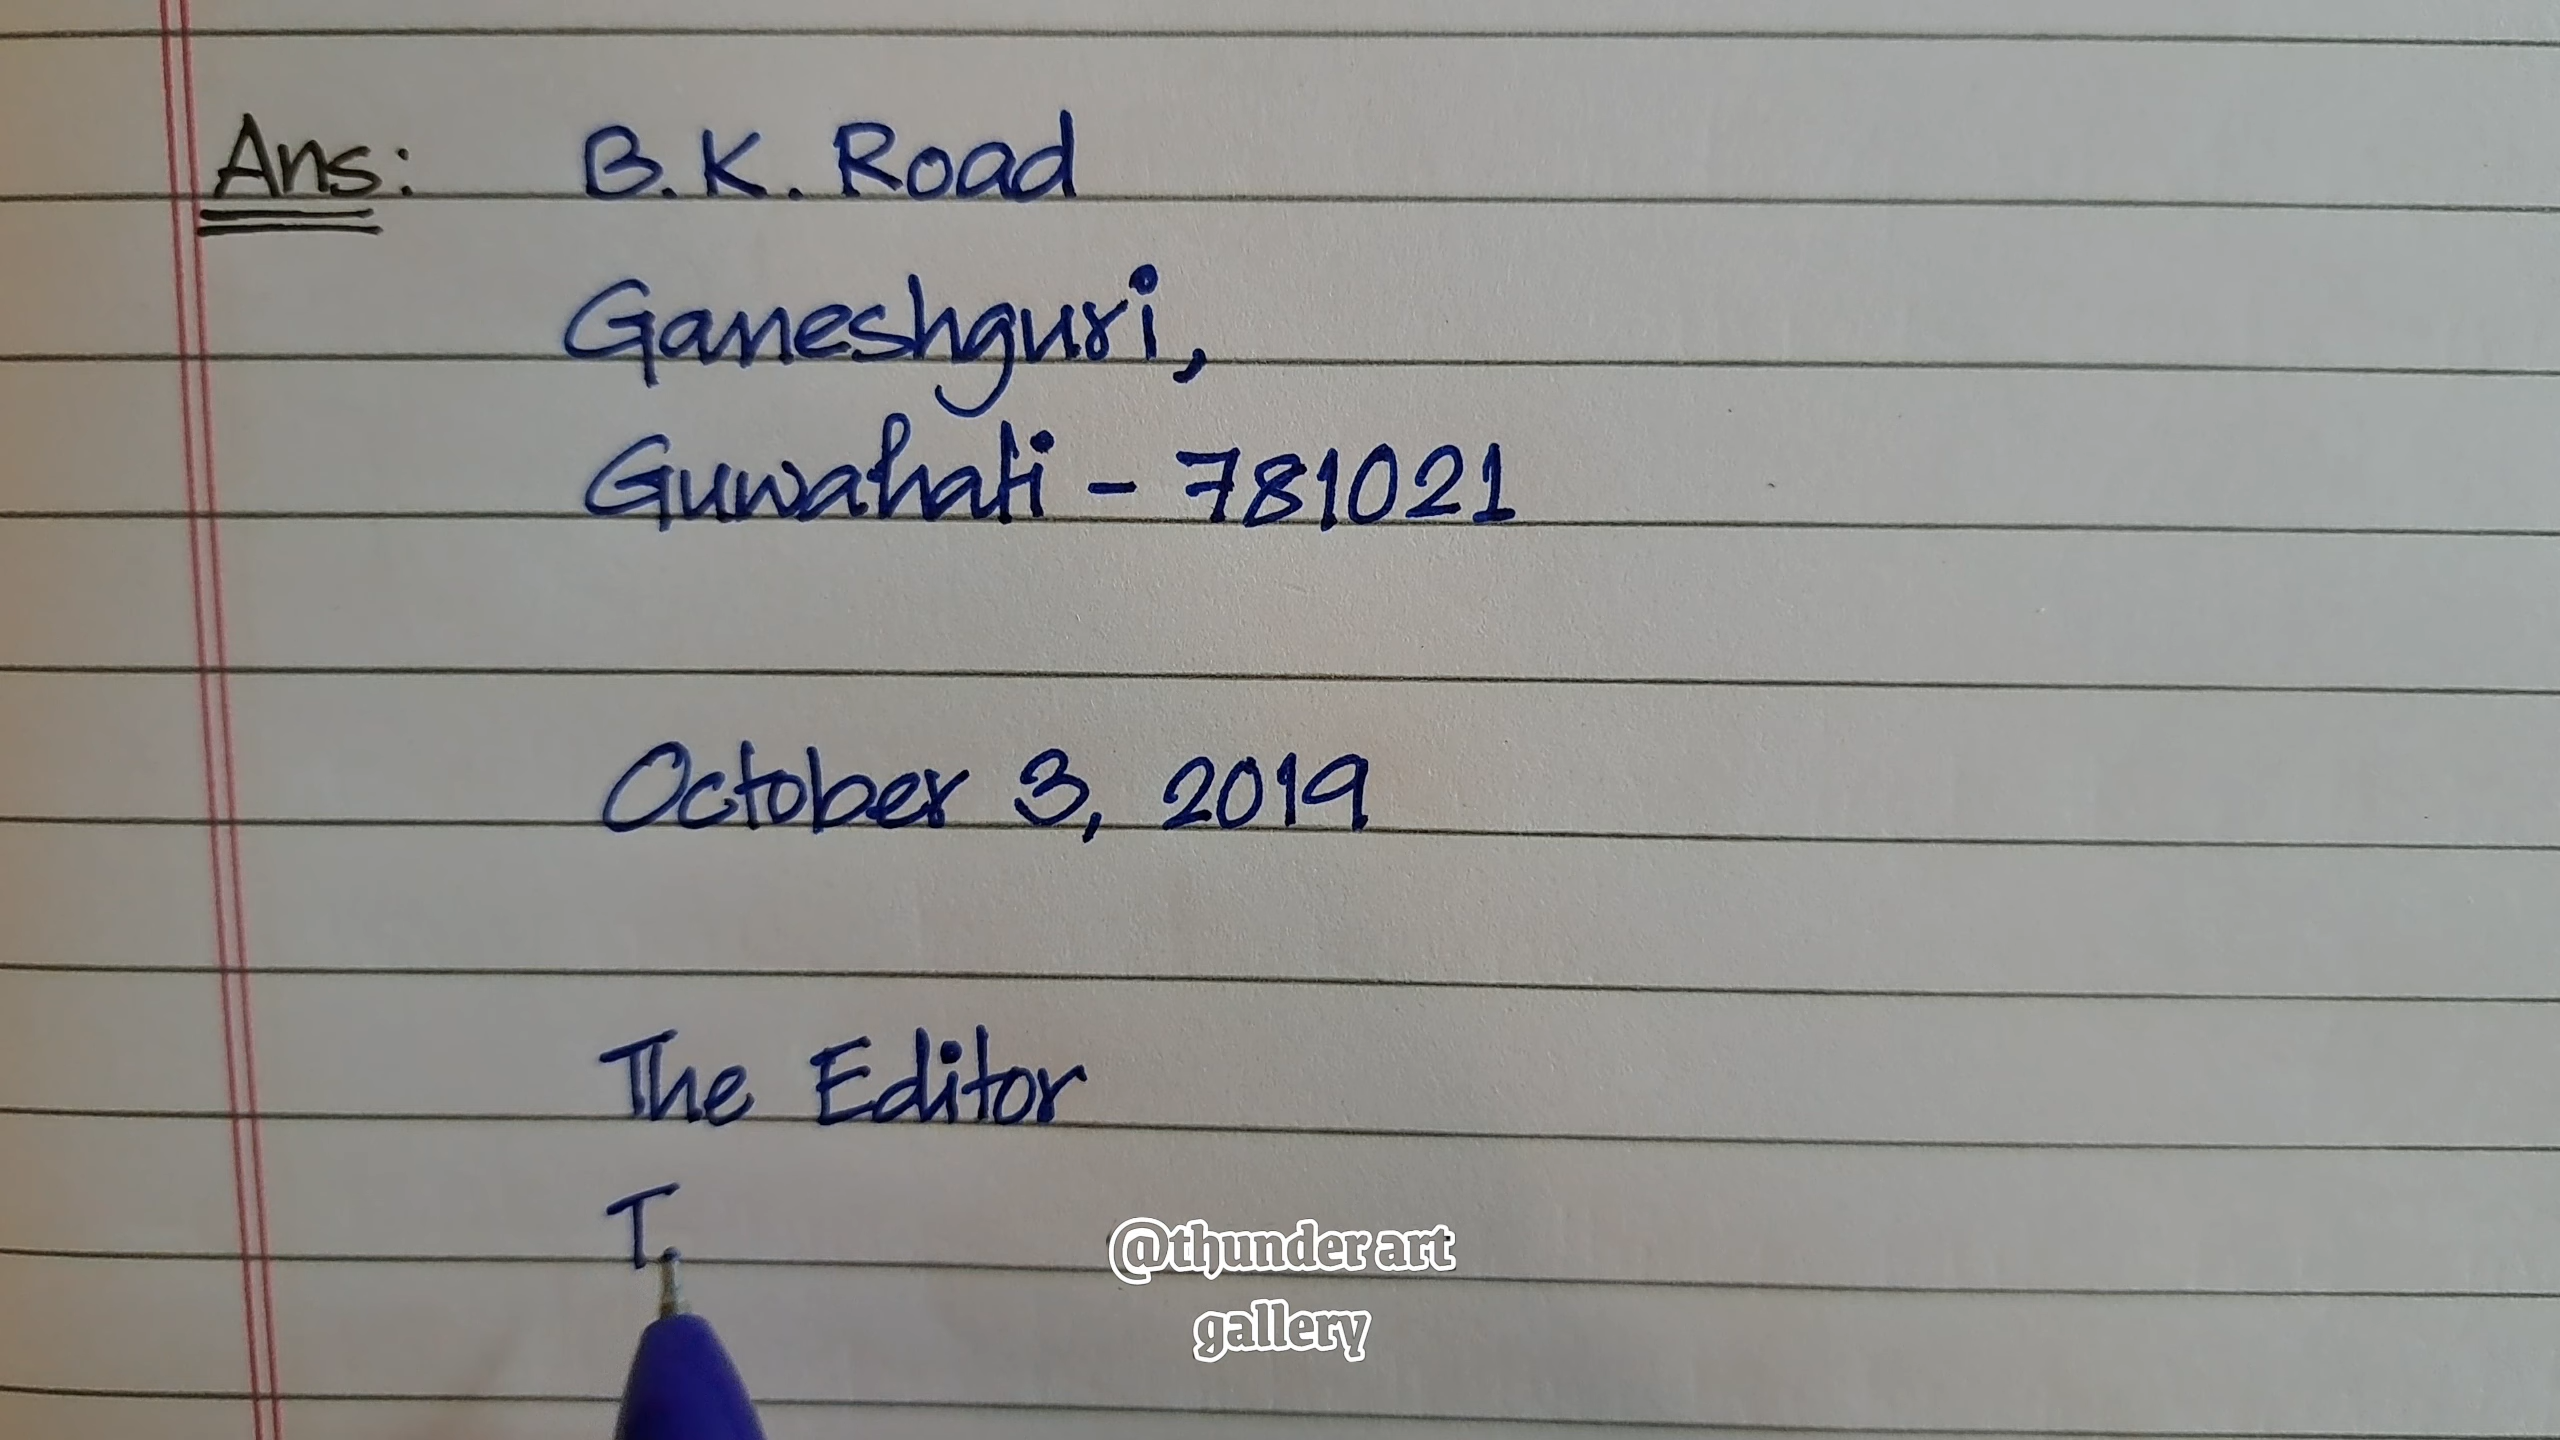 Ans: B.K. Road
Ganeshguri,
Guwahati - 781021
October 3, 2019
The Editor
T.
@thunder art
gallery